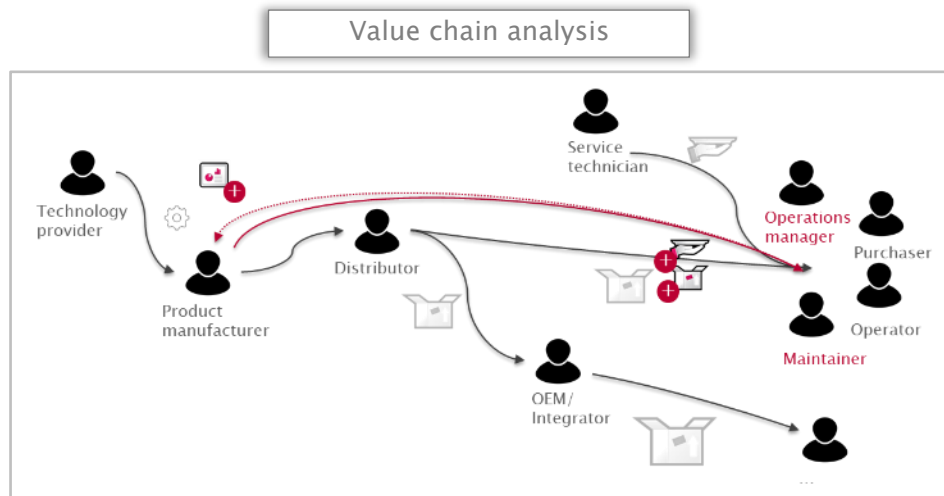 Value chain analysis
Service
technician
Technology
provider
Operations
manager
Purchaser
Distributor
Product
manufacturer
Operator
Maintainer
OEM/
Integrator
...